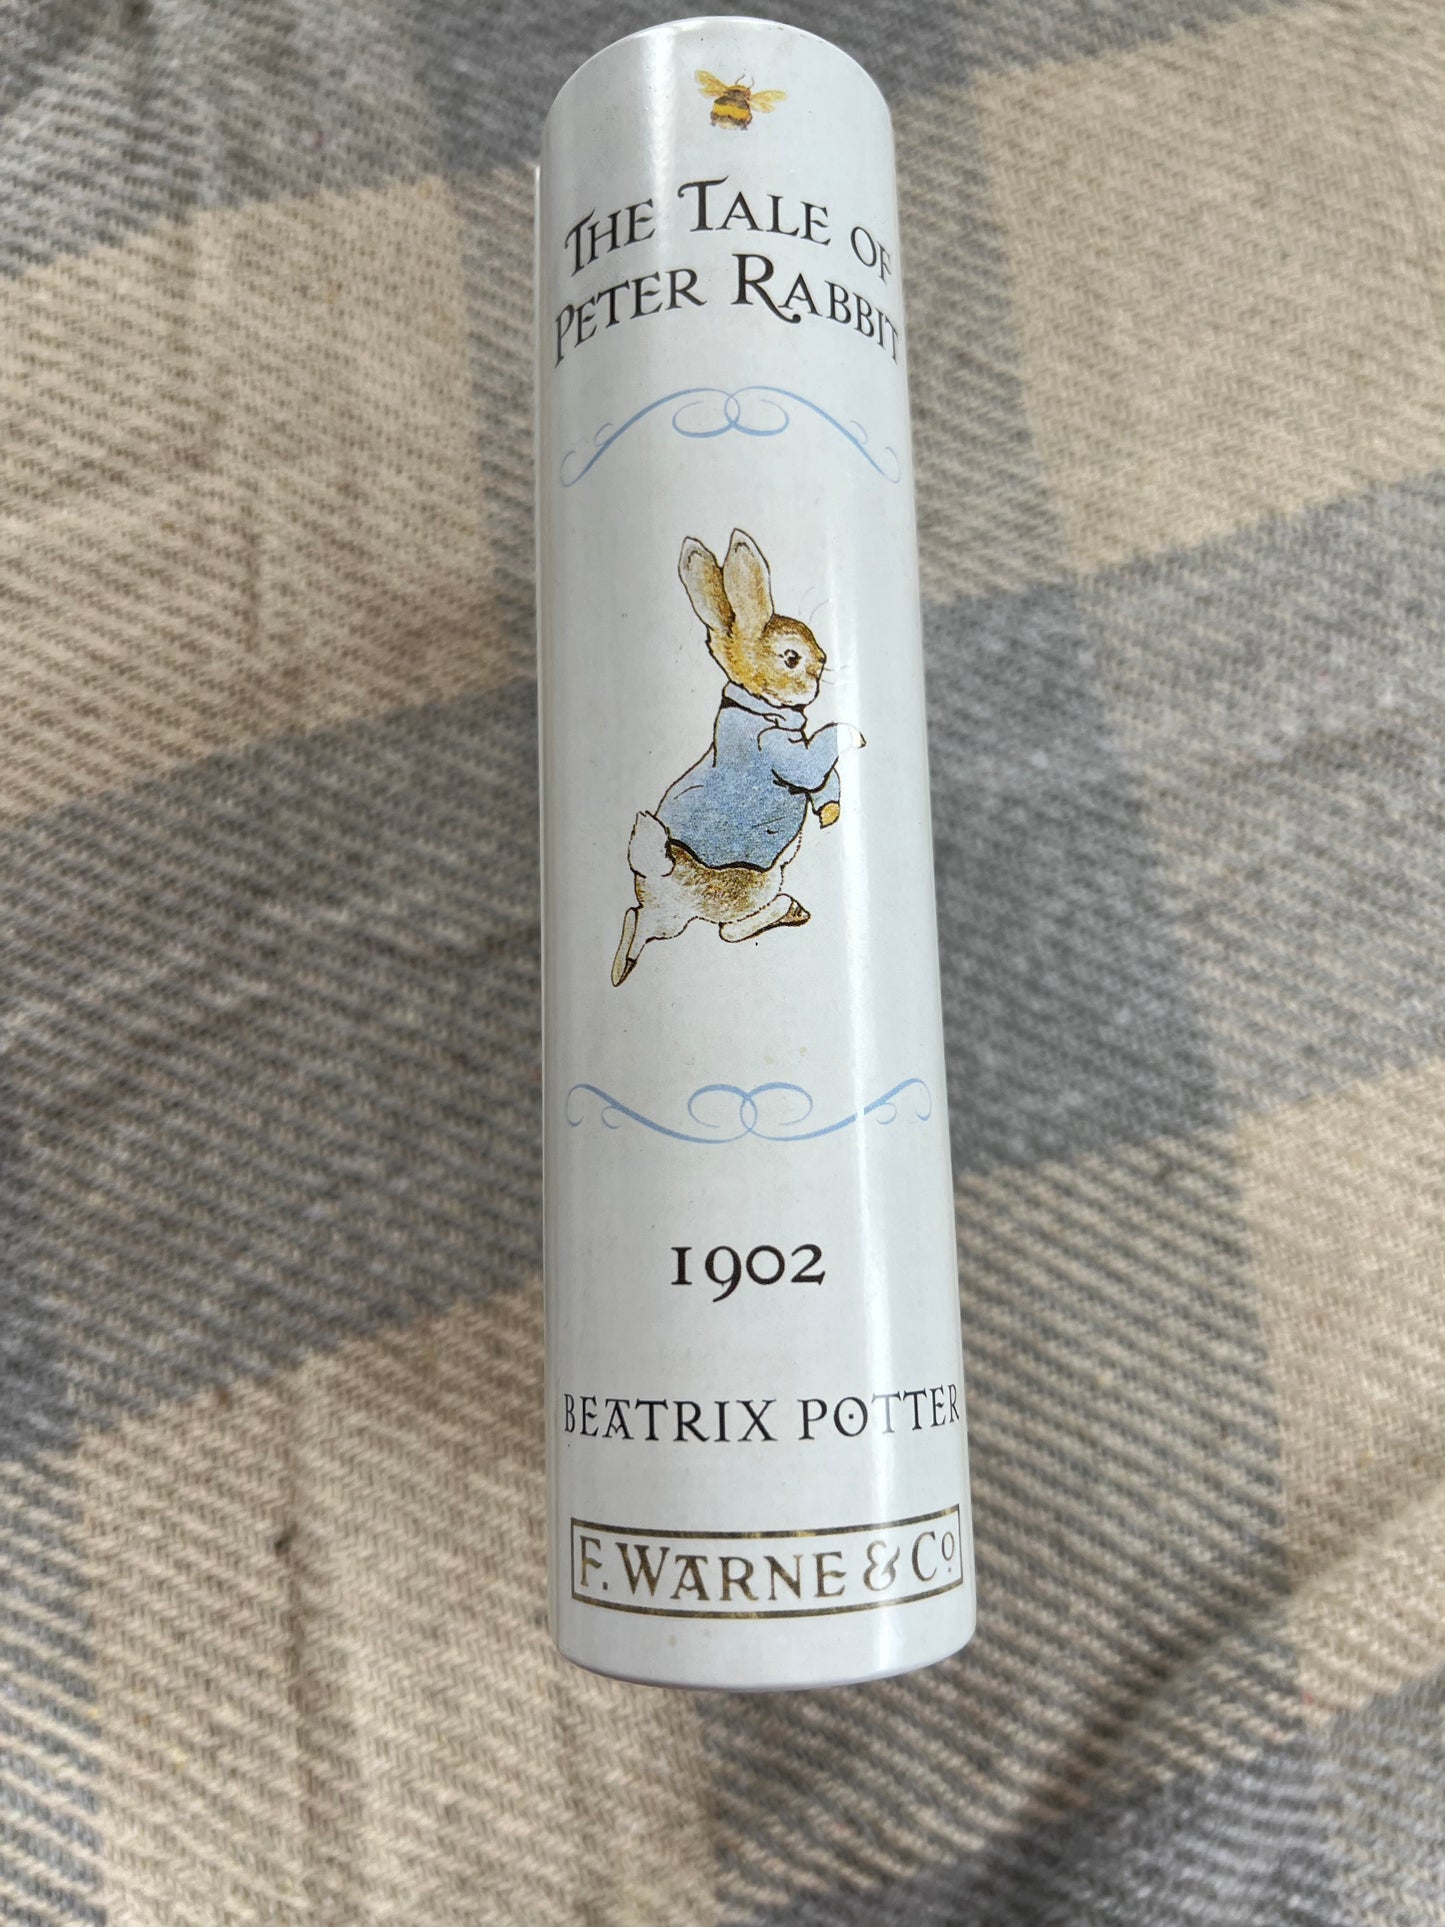 The Tale of
Peter Rabbit
1902
BEATRIX POTTER
F. WARNE & Co